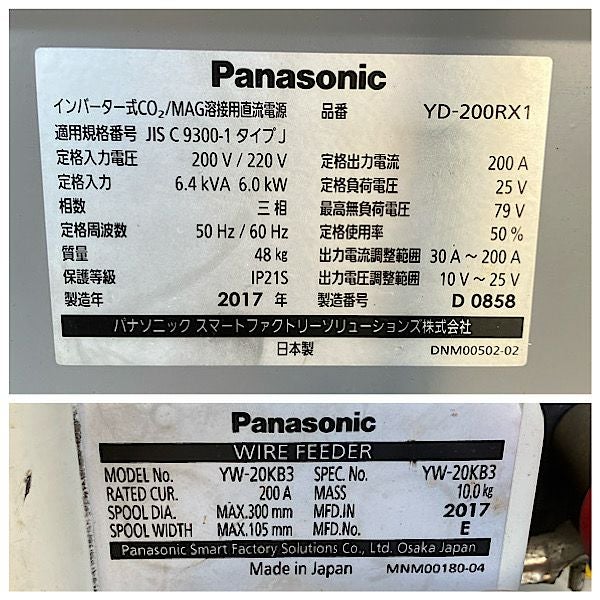 Panasonic
インバーター式CO₂/MAG溶接用直流電源 品番 YD-200RX1
適用規格番号 JIS C 9300-1 タイプJ
定格入力電圧 200 V / 220 V 定格出力電流 200 A
定格入力 6.4 kVA 6.0 kW 定格負荷電圧 25 V
相数 三相 最高無負荷電圧 79 V
定格周波数 50 Hz / 60 Hz 定格使用率 50 %
質量 48 kg 出力電流調整範囲 30 A～200 A
保護等級 IP21S 出力電圧調整範囲 10 V～25 V
製造年 2017 年 製造番号 D 0858
パナソニック スマートファクトリーソリューションズ株式会社
日本製 DNM00502-02
Panasonic
WIRE FEEDER
MODEL No. YW-20KB3 SPEC No. YW-20KB3
RATED CUR. 200 A MASS 10.0 kg
SPOOL DIA. MAX.300 mm MFD.IN 2017
SPOOL WIDTH MAX.105 mm MFD.No. E
Panasonic Smart Factory Solutions Co., Ltd. Osaka Japan
Made in Japan MNM00180-04